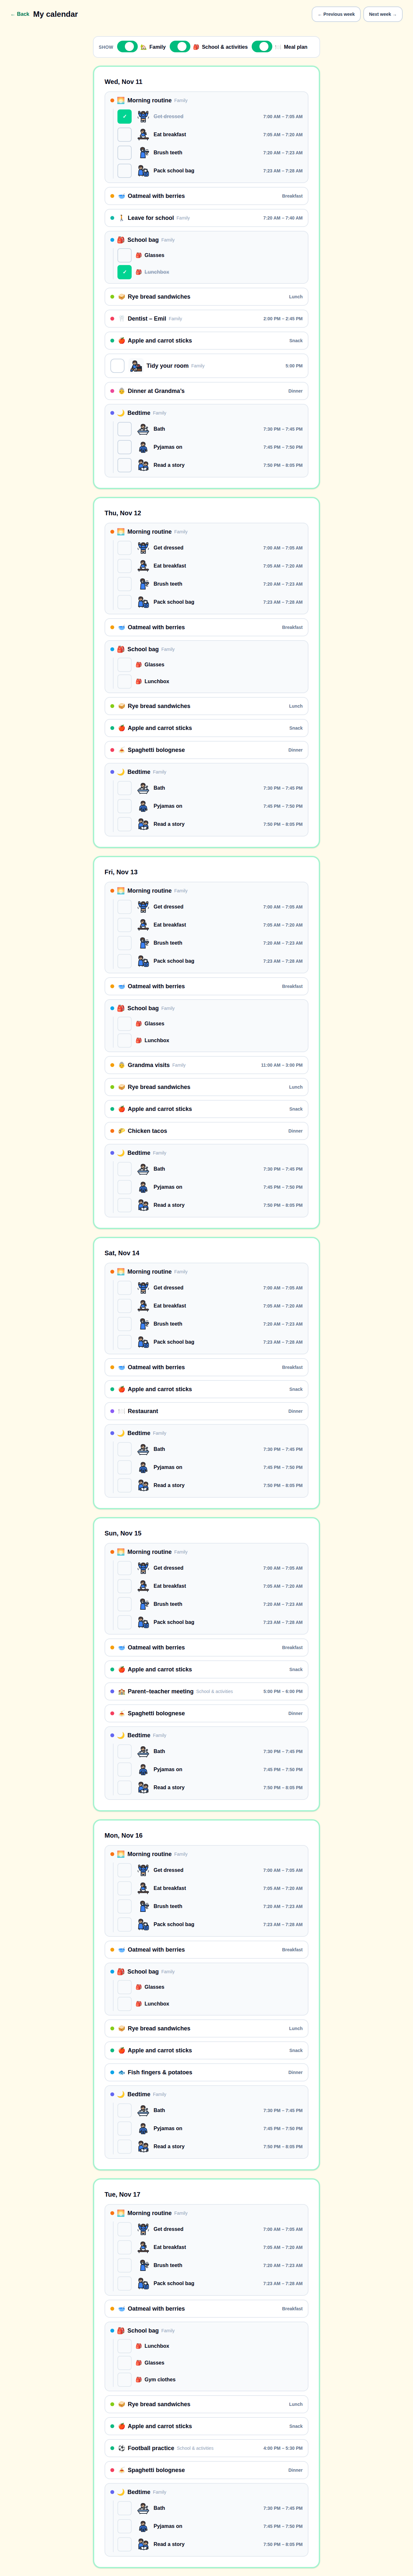 ← Back My calendar ← Previous week Next week →
SHOW Family School & activities Meal plan
Wed, Nov 11
Morning routine Family
Get dressed 7:00 AM – 7:05 AM
Eat breakfast 7:05 AM – 7:20 AM
Brush teeth 7:20 AM – 7:23 AM
Pack school bag 7:23 AM – 7:28 AM
Oatmeal with berries Breakfast
Leave for school Family 7:20 AM – 7:40 AM
School bag Family
Glasses
Lunchbox
Rye bread sandwiches Lunch
Dentist – Emil Family 2:00 PM – 2:45 PM
Apple and carrot sticks Snack
Tidy your room Family 5:00 PM
Dinner at Grandma's Dinner
Bedtime Family
Bath 7:30 PM – 7:45 PM
Pyjamas on 7:45 PM – 7:50 PM
Read a story 7:50 PM – 8:05 PM
Thu, Nov 12
Morning routine Family
Get dressed 7:00 AM – 7:05 AM
Eat breakfast 7:05 AM – 7:20 AM
Brush teeth 7:20 AM – 7:23 AM
Pack school bag 7:23 AM – 7:28 AM
Oatmeal with berries Breakfast
School bag Family
Glasses
Lunchbox
Rye bread sandwiches Lunch
Apple and carrot sticks Snack
Spaghetti bolognese Dinner
Bedtime Family
Bath 7:30 PM – 7:45 PM
Pyjamas on 7:45 PM – 7:50 PM
Read a story 7:50 PM – 8:05 PM
Fri, Nov 13
Morning routine Family
Get dressed 7:00 AM – 7:05 AM
Eat breakfast 7:05 AM – 7:20 AM
Brush teeth 7:20 AM – 7:23 AM
Pack school bag 7:23 AM – 7:28 AM
Oatmeal with berries Breakfast
School bag Family
Glasses
Lunchbox
Grandma visits Family 11:00 AM – 3:00 PM
Rye bread sandwiches Lunch
Apple and carrot sticks Snack
Chicken tacos Dinner
Bedtime Family
Bath 7:30 PM – 7:45 PM
Pyjamas on 7:45 PM – 7:50 PM
Read a story 7:50 PM – 8:05 PM
Sat, Nov 14
Morning routine Family
Get dressed 7:00 AM – 7:05 AM
Eat breakfast 7:05 AM – 7:20 AM
Brush teeth 7:20 AM – 7:23 AM
Pack school bag 7:23 AM – 7:28 AM
Oatmeal with berries Breakfast
Apple and carrot sticks Snack
Restaurant Dinner
Bedtime Family
Bath 7:30 PM – 7:45 PM
Pyjamas on 7:45 PM – 7:50 PM
Read a story 7:50 PM – 8:05 PM
Sun, Nov 15
Morning routine Family
Get dressed 7:00 AM – 7:05 AM
Eat breakfast 7:05 AM – 7:20 AM
Brush teeth 7:20 AM – 7:23 AM
Pack school bag 7:23 AM – 7:28 AM
Oatmeal with berries Breakfast
Apple and carrot sticks Snack
Parent–teacher meeting School & activities 5:00 PM – 6:00 PM
Spaghetti bolognese Dinner
Bedtime Family
Bath 7:30 PM – 7:45 PM
Pyjamas on 7:45 PM – 7:50 PM
Read a story 7:50 PM – 8:05 PM
Mon, Nov 16
Morning routine Family
Get dressed 7:00 AM – 7:05 AM
Eat breakfast 7:05 AM – 7:20 AM
Brush teeth 7:20 AM – 7:23 AM
Pack school bag 7:23 AM – 7:28 AM
Oatmeal with berries Breakfast
School bag Family
Glasses
Lunchbox
Rye bread sandwiches Lunch
Apple and carrot sticks Snack
Fish fingers & potatoes Dinner
Bedtime Family
Bath 7:30 PM – 7:45 PM
Pyjamas on 7:45 PM – 7:50 PM
Read a story 7:50 PM – 8:05 PM
Tue, Nov 17
Morning routine Family
Get dressed 7:00 AM – 7:05 AM
Eat breakfast 7:05 AM – 7:20 AM
Brush teeth 7:20 AM – 7:23 AM
Pack school bag 7:23 AM – 7:28 AM
Oatmeal with berries Breakfast
School bag Family
Lunchbox
Glasses
Gym clothes
Rye bread sandwiches Lunch
Apple and carrot sticks Snack
Football practice School & activities 4:00 PM – 5:30 PM
Spaghetti bolognese Dinner
Bedtime Family
Bath 7:30 PM – 7:45 PM
Pyjamas on 7:45 PM – 7:50 PM
Read a story 7:50 PM – 8:05 PM